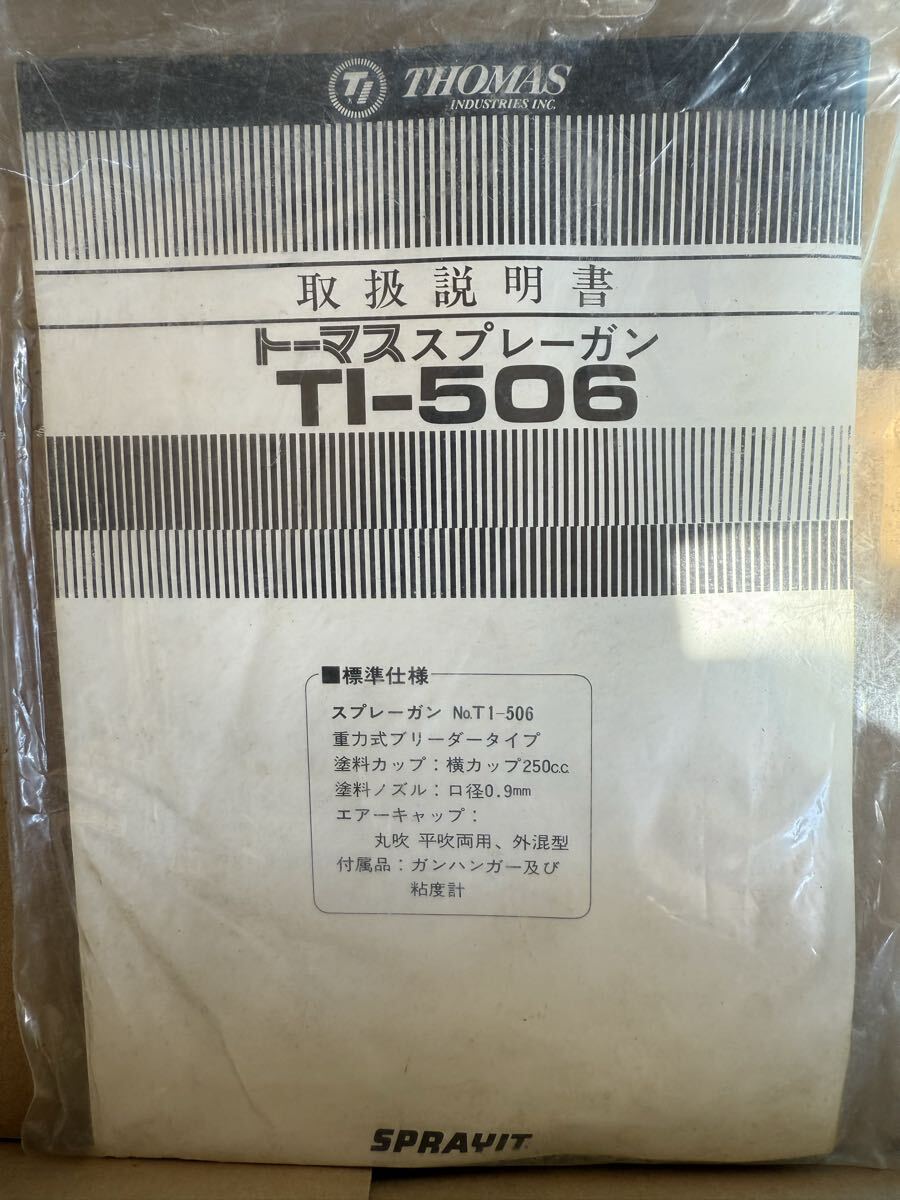 TI THOMAS
INDUSTRIES INC.
取扱説明書
トーマススプレーガン
TI-506
■標準仕様
スプレーガン No.T1-506
重力式ブリーダータイプ
塗料カップ：横カップ250c.c.
塗料ノズル：口径0.9mm
エアーキャップ：
丸吹 平吹両用、外混型
付属品：ガンハンガー及び
粘度計
SPRAYIT